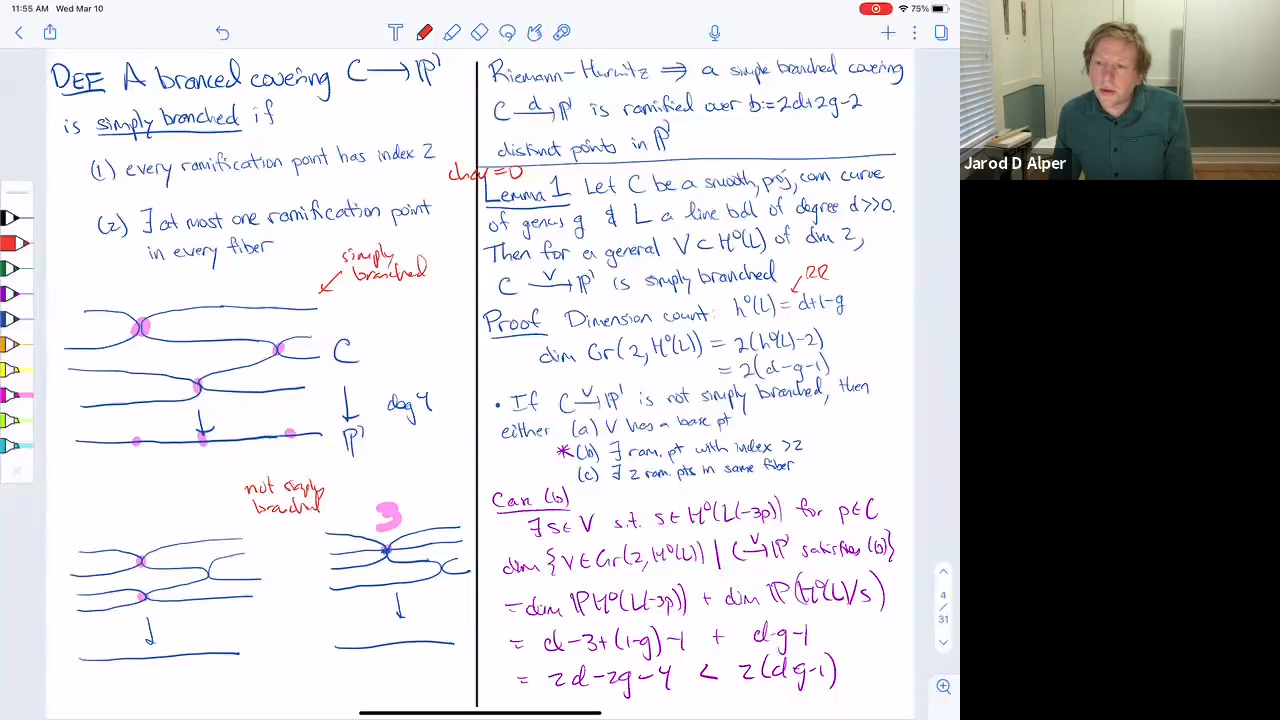 11:55 AM Wed Mar 10
75%
DEF A branced covering C → P¹
is simply branched if
(1) every ramification point has index 2
(2) ∃ at most one ramification point
in every fiber
simply
branched
C
deg 4
P¹
not simply
branched
3
Riemann-Hurwitz ⟹ a simple branched covering
C →d P¹ is ramified over b:=2d+2g-2
distinct points in P¹
char=0
Lemma 1 Let C be a smooth, proj, conn curve
of genus g & L a line bdl of degree d>>0.
Then for a general V ⊂ H⁰(L) of dim 2,
C →V P¹ is simply branched
RR
Proof Dimension count: h⁰(L) = d+1-g
dim Gr(2, H⁰(L)) = 2(h⁰(L)-2)
= 2(d-g-1)
• If C →V P¹ is not simply branched, then
either (a) V has a base pt
*(b) ∃ ram. pt with index >2
(c) ∃ 2 ram. pts in same fiber
Case (b)
∃ s∈V s.t. s∈H⁰(L(-3p)) for p∈C
dim {V∈Gr(2, H⁰(L)) | C →V P¹ satisfies (b)}
= dim PH⁰(L(-3p)) + dim P(H⁰(L)/s)
= d-3+(1-g)-1 + d-g-1
= 2d-2g-4 < 2(d-g-1)
4
/
31
Jarod D Alper